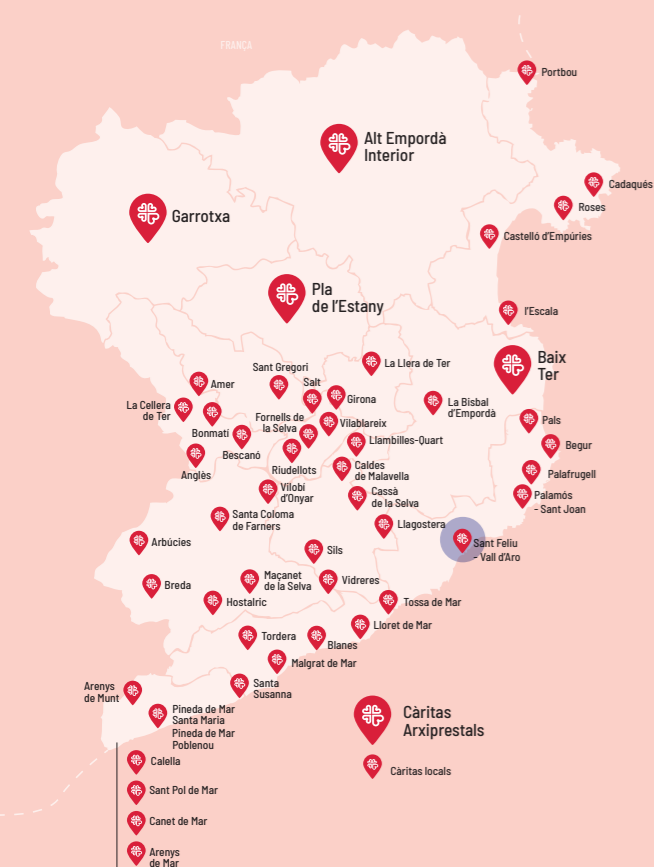 FRANÇA
Portbou
Alt Empordà
Interior
Cadaqués
Roses
Garrotxa
Castelló d'Empúries
Pla
de l'Estany
l'Escala
Baix
Ter
La Llera de Ter
Sant Gregori
Salt
Amer
Girona
La Bisbal
d'Empordà
La Cellera
de Ter
Fornells de
la Selva
Vilablareix
Pals
Bonmatí
Llambilles-Quart
Begur
Bescanó
Riudellots
Caldes
de Malavella
Palafrugell
Anglès
Vilobí
d'Onyar
Cassà
de la Selva
Palamós
- Sant Joan
Santa Coloma
de Farners
Llagostera
Arbúcies
Sils
Sant Feliu
- Vall d'Aro
Breda
Maçanet
de la Selva
Vidreres
Hostalric
Tossa de Mar
Lloret de Mar
Tordera
Blanes
Malgrat de Mar
Arenys
de Munt
Santa
Susanna
Pineda de Mar
Santa Maria
Pineda de Mar
Poblenou
Càritas
Arxiprestals
Calella
Càritas locals
Sant Pol de Mar
Canet de Mar
Arenys
de Mar